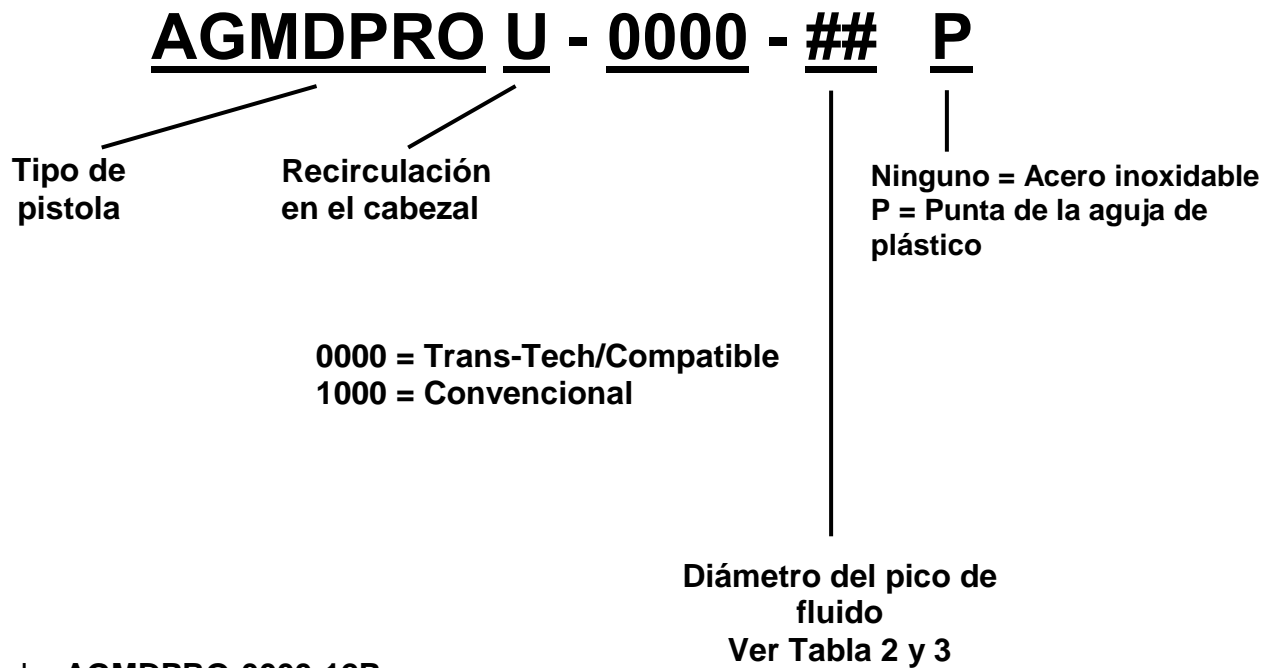 AGMDPRO U - 0000 - ## P
Tipo de
pistola
Recirculación
en el cabezal
Ninguno = Acero inoxidable
P = Punta de la aguja de
plástico
0000 = Trans-Tech/Compatible
1000 = Convencional
Diámetro del pico de
fluido
Ver Tabla 2 y 3